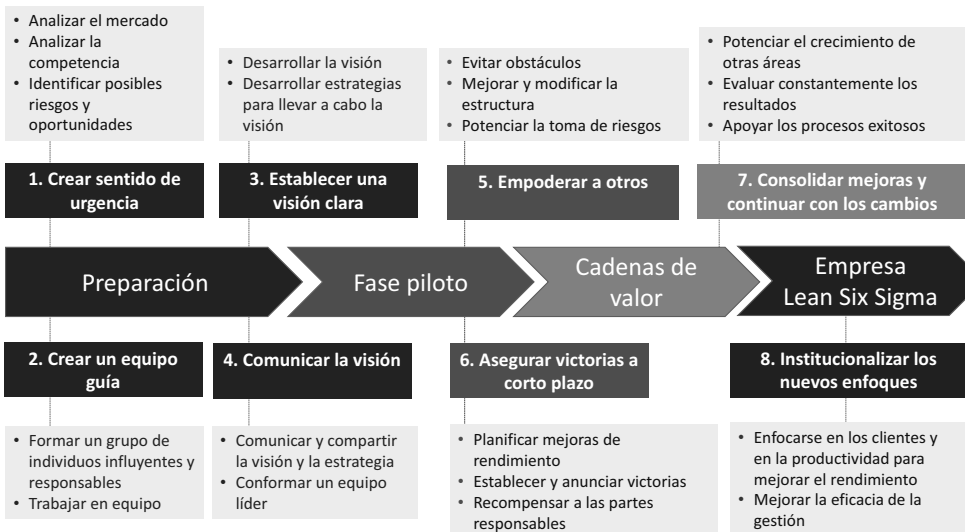 • Analizar el mercado
• Analizar la
competencia
• Identificar posibles
riesgos y
oportunidades
• Desarrollar la visión
• Desarrollar estrategias
para llevar a cabo la
visión
• Evitar obstáculos
• Mejorar y modificar la
estructura
• Potenciar la toma de riesgos
• Potenciar el crecimiento de
otras áreas
• Evaluar constantemente los
resultados
• Apoyar los procesos exitosos
1. Crear sentido de
urgencia
3. Establecer una
visión clara
5. Empoderar a otros
7. Consolidar mejoras y
continuar con los cambios
Preparación
Fase piloto
Cadenas de
valor
Empresa
Lean Six Sigma
2. Crear un equipo
guía
4. Comunicar la visión
6. Asegurar victorias a
corto plazo
8. Institucionalizar los
nuevos enfoques
• Formar un grupo de
individuos influyentes y
responsables
• Trabajar en equipo
• Comunicar y compartir
la visión y la estrategia
• Conformar un equipo
líder
• Planificar mejoras de
rendimiento
• Establecer y anunciar victorias
• Recompensar a las partes
responsables
• Enfocarse en los clientes y
en la productividad para
mejorar el rendimiento
• Mejorar la eficacia de la
gestión